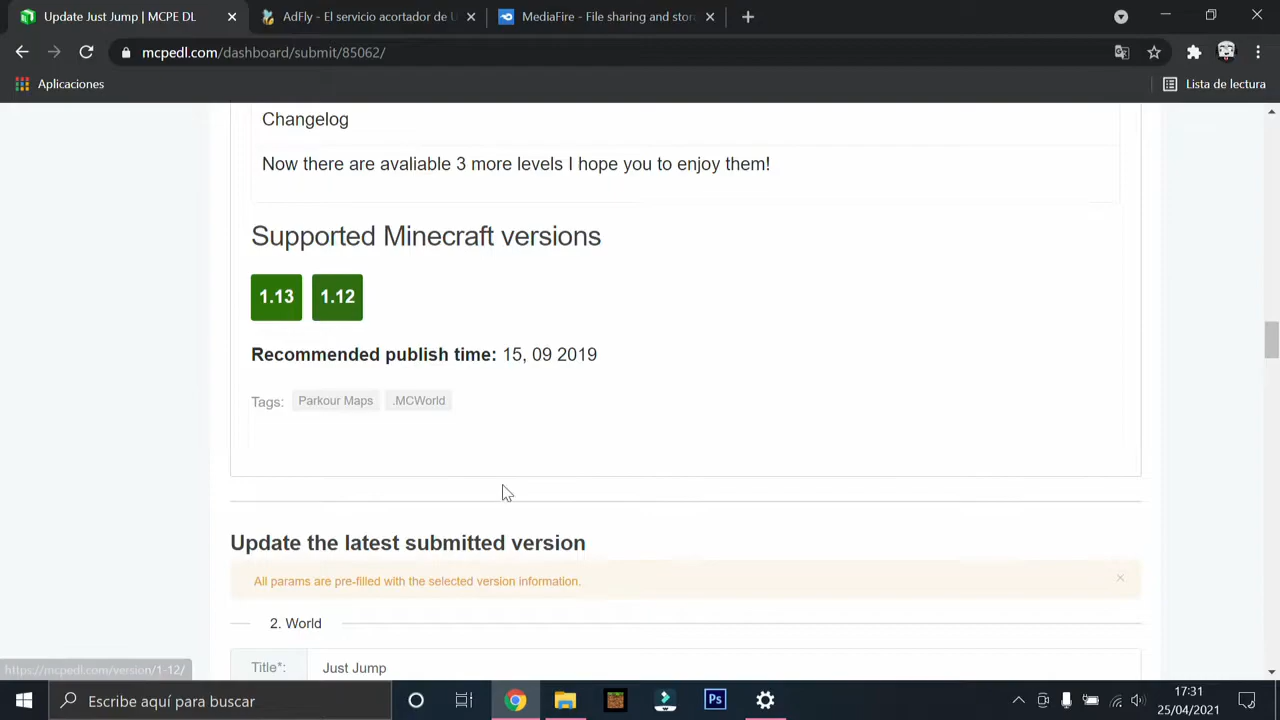 Update Just Jump | MCPE DL
AdFly - El servicio acortador de U
MediaFire - File sharing and stor
mcpedl.com/dashboard/submit/85062/
Aplicaciones
Lista de lectura
Changelog
Now there are avaliable 3 more levels I hope you to enjoy them!
Supported Minecraft versions
1.13 1.12
Recommended publish time: 15, 09 2019
Tags: Parkour Maps .MCWorld
Update the latest submitted version
All params are pre-filled with the selected version information.
2. World
Title*: Just Jump
https://mcpedl.com/version/1-12/
Escribe aquí para buscar
Ps
17:31
25/04/2021